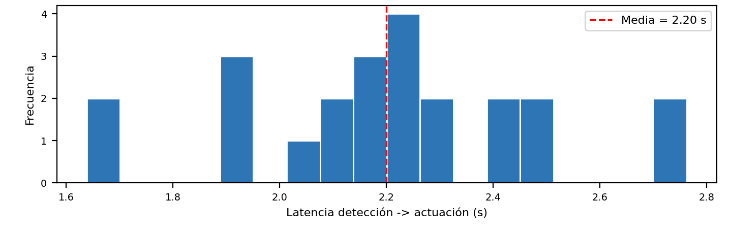 Media = 2.20 s
Frecuencia
4
3
2
1
0
1.6 1.8 2.0 2.2 2.4 2.6 2.8
Latencia detección -> actuación (s)